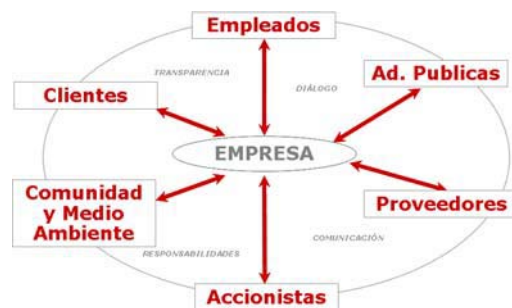 Empleados
TRANSPARENCIA
DIÁLOGO
Ad. Publicas
Clientes
EMPRESA
Comunidad
y Medio
Ambiente
Proveedores
RESPONSABILIDADES
COMUNICACIÓN
Accionistas